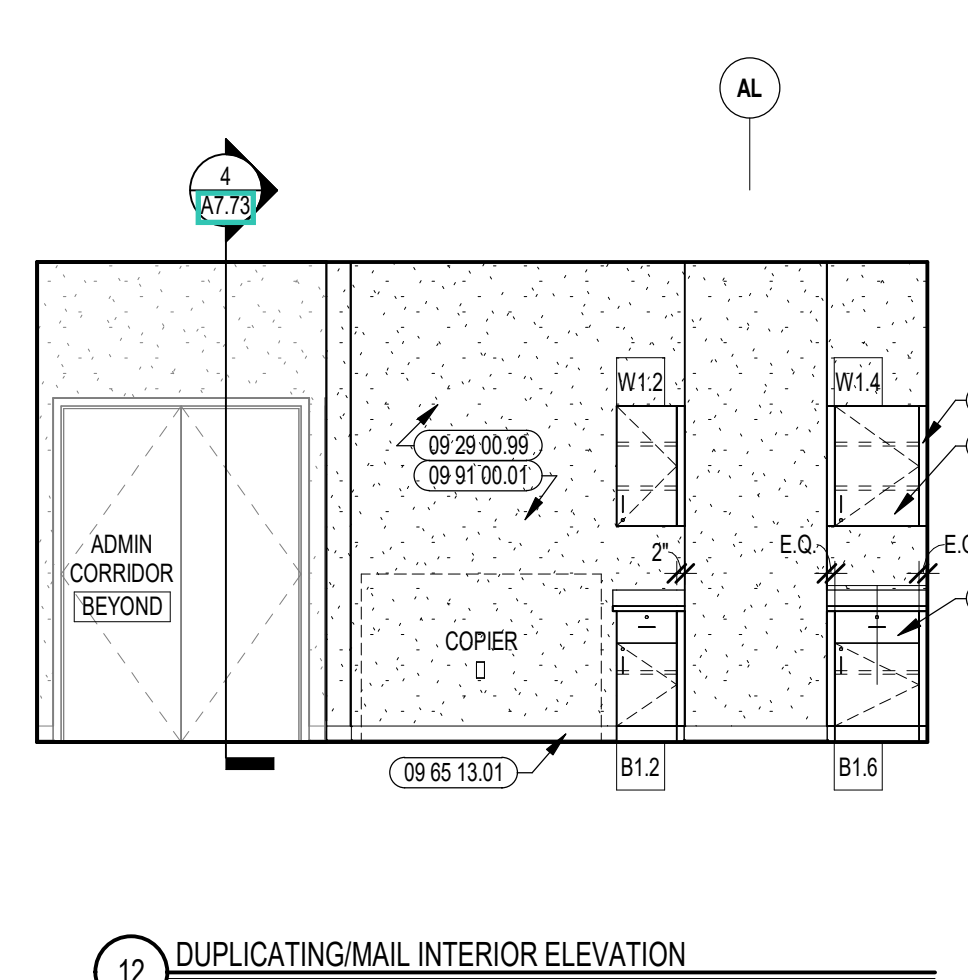 AL
4
A7.73
W1.2
W1.4
09 29 00.99
09 91 00.01
ADMIN
CORRIDOR
BEYOND
2"
E.Q.
COPIER
09 65 13.01
B1.2
B1.6
12
DUPLICATING/MAIL INTERIOR ELEVATION